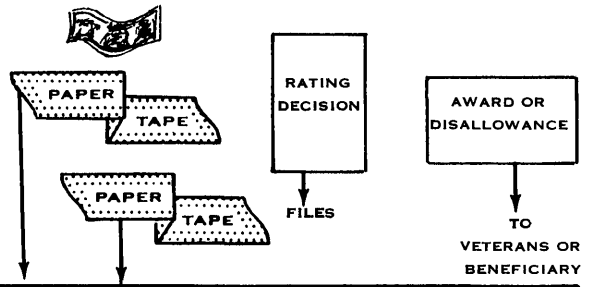 PAPER
TAPE
PAPER
TAPE
RATING
DECISION
FILES
AWARD OR
DISALLOWANCE
TO
VETERANS OR
BENEFICIARY